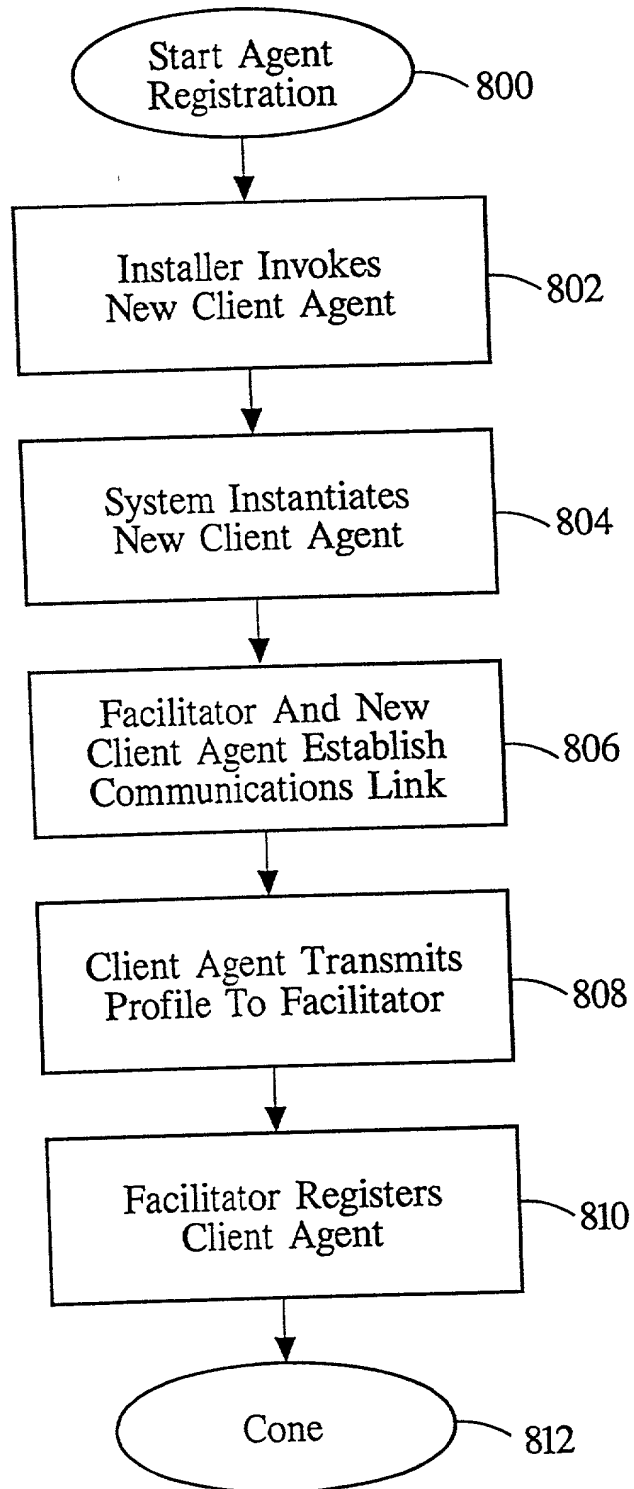 Start Agent
Registration
800
Installer Invokes
New Client Agent
802
System Instantiates
New Client Agent
804
Facilitator And New
Client Agent Establish
Communications Link
806
Client Agent Transmits
Profile To Facilitator
808
Facilitator Registers
Client Agent
810
Cone
812